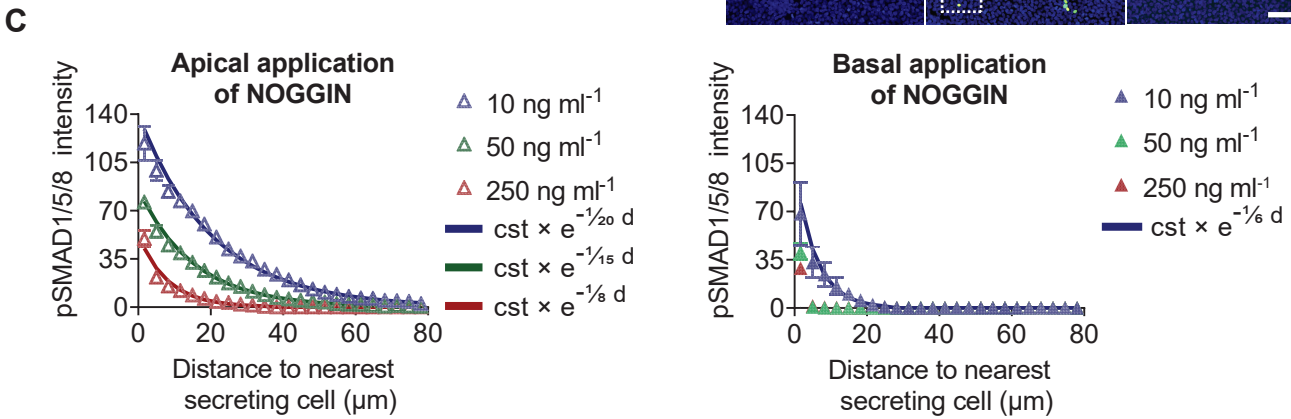 C
Apical application
of NOGGIN
pSMAD1/5/8 intensity
140
105
70
35
0
0 20 40 60 80
Distance to nearest
secreting cell (µm)
10 ng ml⁻¹
50 ng ml⁻¹
250 ng ml⁻¹
cst × e⁻¹⁄²⁰ ᵈ
cst × e⁻¹⁄¹⁵ ᵈ
cst × e⁻¹⁄⁸ ᵈ
Basal application
of NOGGIN
pSMAD1/5/8 intensity
140
105
70
35
0
0 20 40 60 80
Distance to nearest
secreting cell (µm)
10 ng ml⁻¹
50 ng ml⁻¹
250 ng ml⁻¹
cst × e⁻¹⁄⁶ ᵈ